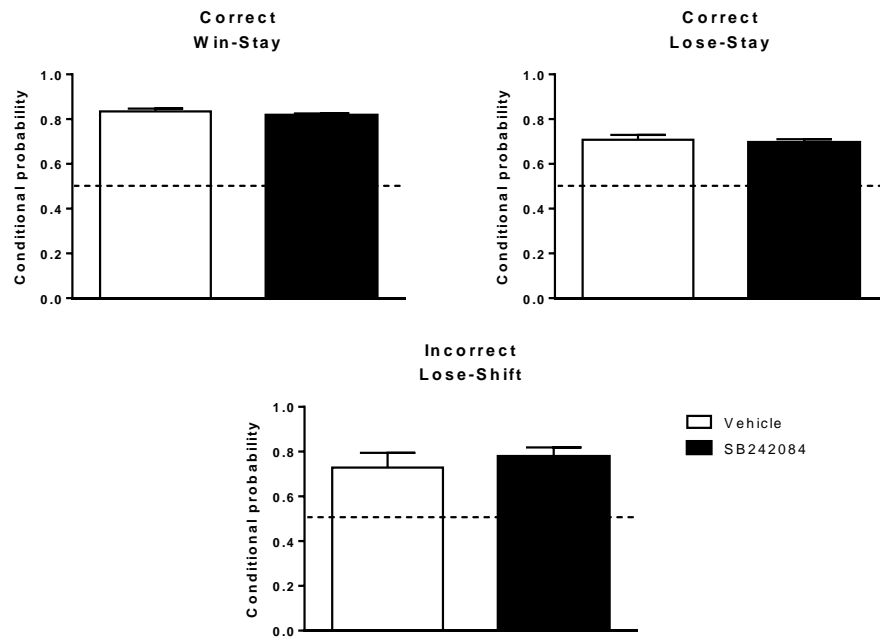 Correct
Win-Stay
Conditional probability
1.0
0.8
0.6
0.4
0.2
0.0
Correct
Lose-Stay
Conditional probability
1.0
0.8
0.6
0.4
0.2
0.0
Incorrect
Lose-Shift
Conditional probability
1.0
0.8
0.6
0.4
0.2
0.0
Vehicle
SB242084